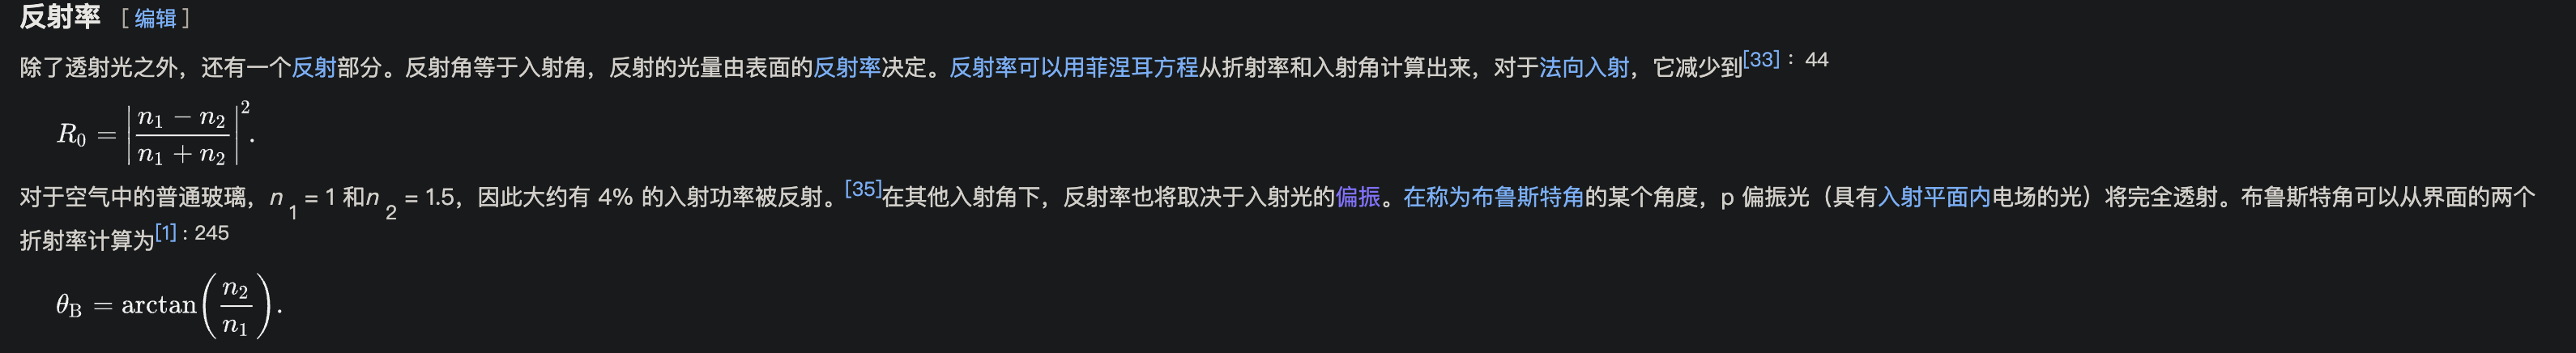 反射率 [ 编辑 ]
除了透射光之外，还有一个反射部分。反射角等于入射角，反射的光量由表面的反射率决定。反射率可以用菲涅耳方程从折射率和入射角计算出来，对于法向入射，它减少到[33] : 44
R₀ = |(n₁ − n₂)/(n₁ + n₂)|².
对于空气中的普通玻璃，n ₁ = 1 和n ₂ = 1.5，因此大约有 4% 的入射功率被反射。[35]在其他入射角下，反射率也将取决于入射光的偏振。在称为布鲁斯特角的某个角度，p 偏振光（具有入射平面内电场的光）将完全透射。布鲁斯特角可以从界面的两个
折射率计算为[1] : 245
θ_B = arctan(n₂/n₁).